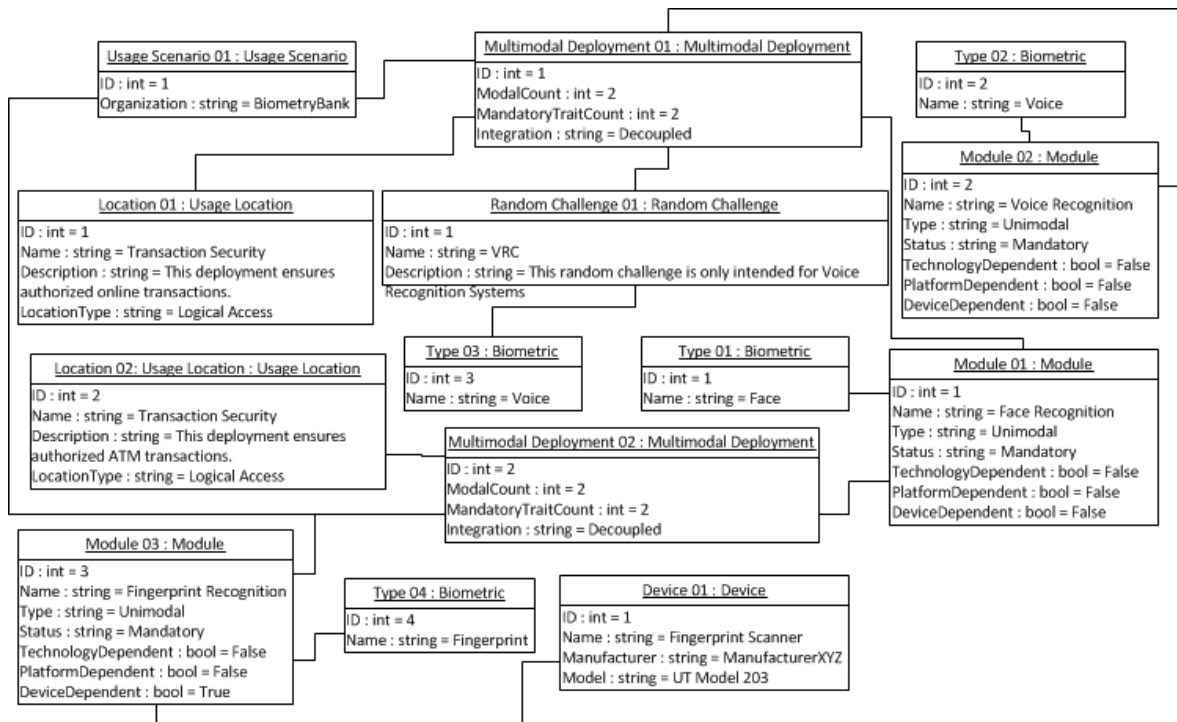 Usage Scenario 01 : Usage Scenario
ID : int = 1
Organization : string = BiometryBank
Multimodal Deployment 01 : Multimodal Deployment
ID : int = 1
ModalCount : int = 2
MandatoryTraitCount : int = 2
Integration : string = Decoupled
Type 02 : Biometric
ID : int = 2
Name : string = Voice
Module 02 : Module
ID : int = 2
Name : string = Voice Recognition
Type : string = Unimodal
Status : string = Mandatory
TechnologyDependent : bool = False
PlatformDependent : bool = False
DeviceDependent : bool = False
Location 01 : Usage Location
ID : int = 1
Name : string = Transaction Security
Description : string = This deployment ensures
authorized online transactions.
LocationType : string = Logical Access
Random Challenge 01 : Random Challenge
ID : int = 1
Name : string = VRC
Description : string = This random challenge is only intended for Voice
Recognition Systems
Type 03 : Biometric
ID : int = 3
Name : string = Voice
Type 01 : Biometric
ID : int = 1
Name : string = Face
Module 01 : Module
ID : int = 1
Name : string = Face Recognition
Type : string = Unimodal
Status : string = Mandatory
TechnologyDependent : bool = False
PlatformDependent : bool = False
DeviceDependent : bool = False
Location 02: Usage Location : Usage Location
ID : int = 2
Name : string = Transaction Security
Description : string = This deployment ensures
authorized ATM transactions.
LocationType : string = Logical Access
Multimodal Deployment 02 : Multimodal Deployment
ID : int = 2
ModalCount : int = 2
MandatoryTraitCount : int = 2
Integration : string = Decoupled
Module 03 : Module
ID : int = 3
Name : string = Fingerprint Recognition
Type : string = Unimodal
Status : string = Mandatory
TechnologyDependent : bool = False
PlatformDependent : bool = False
DeviceDependent : bool = True
Type 04 : Biometric
ID : int = 4
Name : string = Fingerprint
Device 01 : Device
ID : int = 1
Name : string = Fingerprint Scanner
Manufacturer : string = ManufacturerXYZ
Model : string = UT Model 203